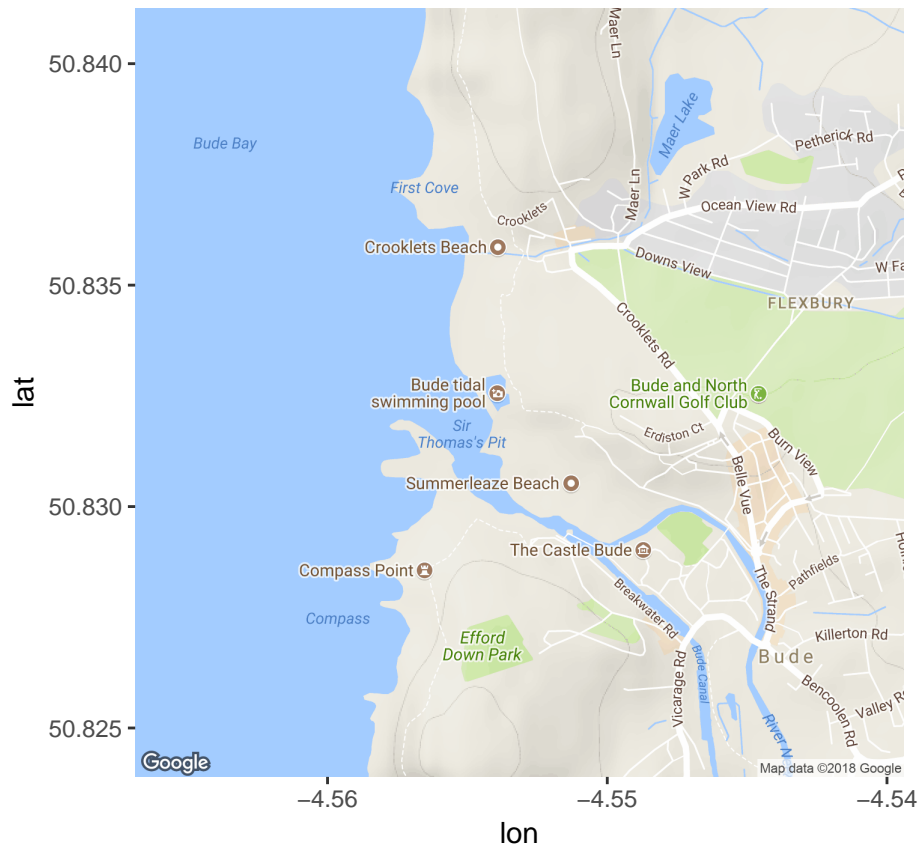 50.840
50.835
50.830
50.825
lat
−4.56
−4.55
−4.54
lon
Maer Ln
Maer Lake
Bude Bay
Petherick Rd
W Park Rd
First Cove
Maer Ln
Ocean View Rd
Crooklets
Crooklets Beach
Downs View
W Fa
FLEXBURY
Crooklets Rd
Bude tidal
swimming pool
Bude and North
Cornwall Golf Club
Sir
Thomas's Pit
Erdiston Ct
Burn View
Belle Vue
Summerleaze Beach
The Castle Bude
Compass Point
Pathfields
The Strand
Breakwater Rd
Compass
Efford
Down Park
Killerton Rd
Bude
Bude Canal
Vicarage Rd
Bencoolen Rd
Valley R
River N
Google
Map data ©2018 Google